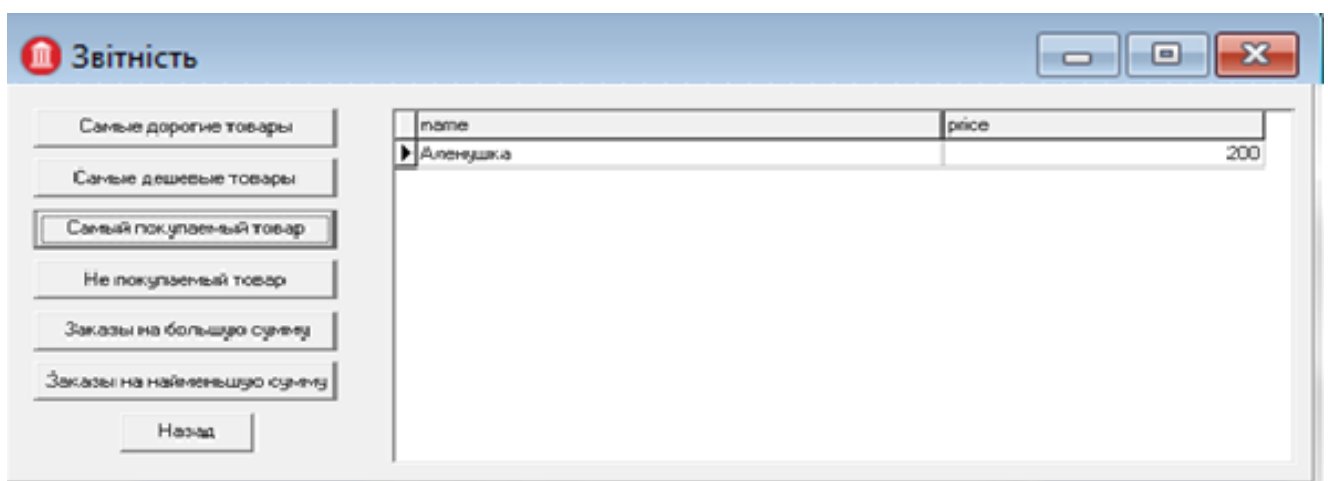 Звітність
Самые дорогие товары
Самые дешевые товары
Самый покупаемый товар
Не покупаемый товар
Заказы на большую сумму
Заказы на найменьшую сумму
Назад
name price
Аленушка 200